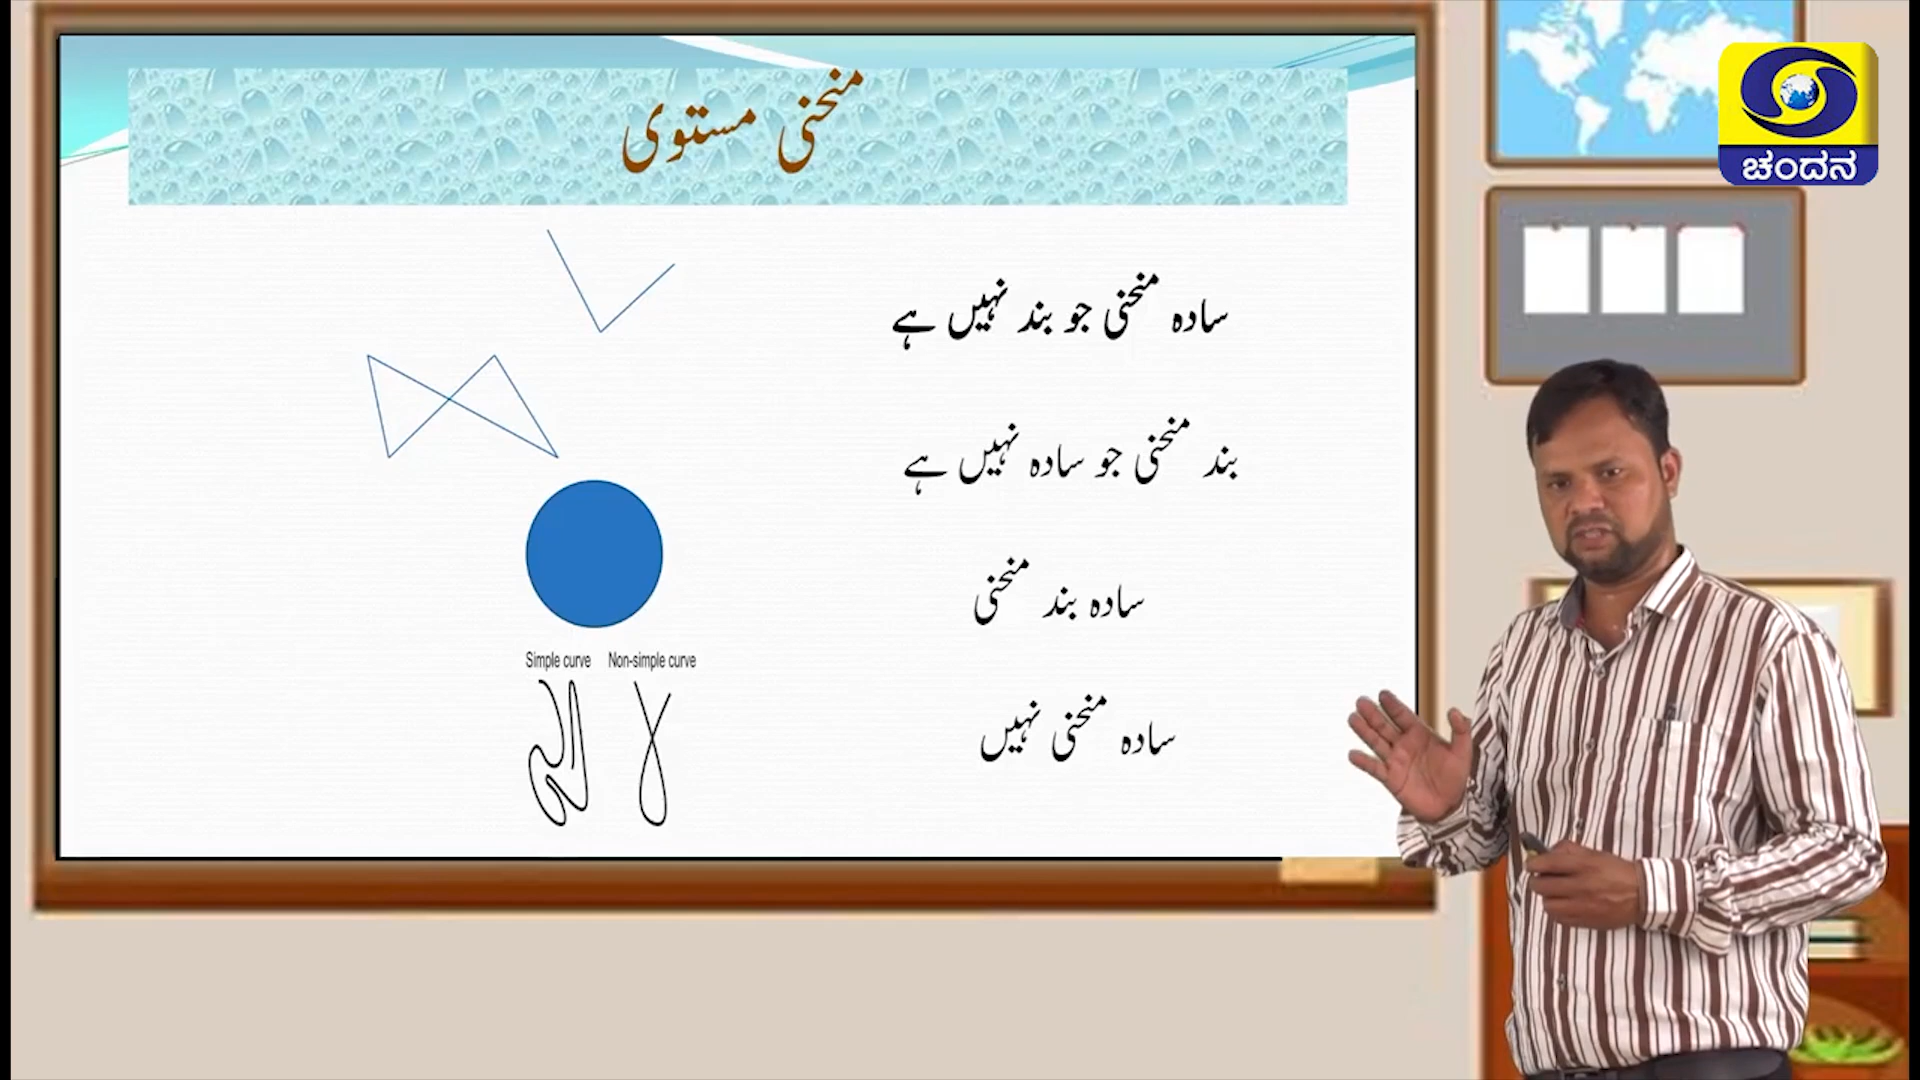 منحنی مستوی
ಚಂದನ
سادہ منحنی جو بند نہیں ہے
بند منحنی جو سادہ نہیں ہے
سادہ بند منحنی
Simple curve Non-simple curve
سادہ منحنی نہیں